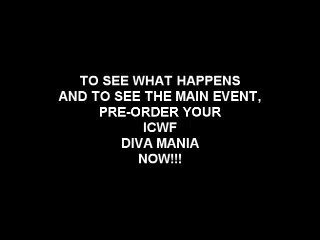 TO SEE WHAT HAPPENS
AND TO SEE THE MAIN EVENT,
PRE-ORDER YOUR
ICWF
DIVA MANIA
NOW!!!